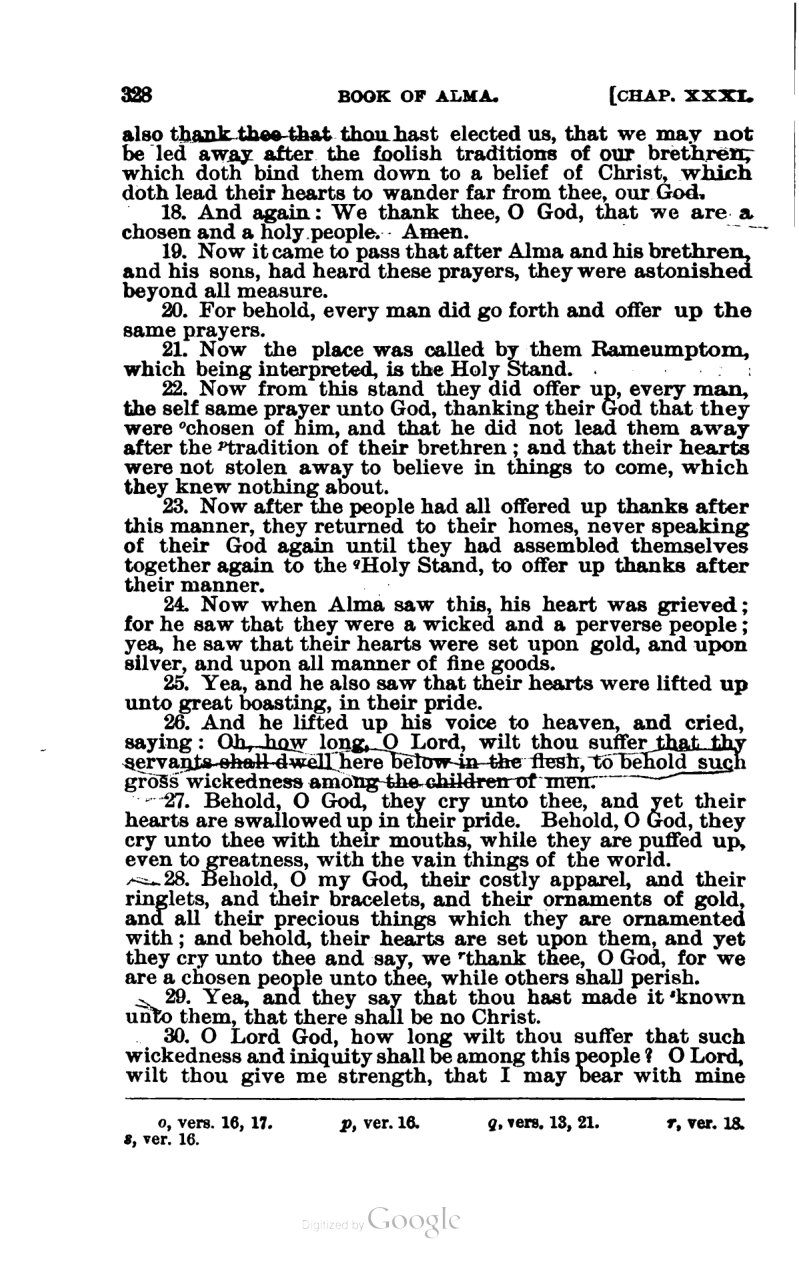 328 BOOK OF ALMA. [CHAP. XXXI.
also thank thee that thou hast elected us, that we may not
be led away after the foolish traditions of our brethren,
which doth bind them down to a belief of Christ, which
doth lead their hearts to wander far from thee, our God.
18. And again: We thank thee, O God, that we are a
chosen and a holy people. Amen.
19. Now it came to pass that after Alma and his brethren,
and his sons, had heard these prayers, they were astonished
beyond all measure.
20. For behold, every man did go forth and offer up the
same prayers.
21. Now the place was called by them Rameumptom,
which being interpreted, is the Holy Stand.
22. Now from this stand they did offer up, every man,
the self same prayer unto God, thanking their God that they
were ᵒchosen of him, and that he did not lead them away
after the ᵖtradition of their brethren; and that their hearts
were not stolen away to believe in things to come, which
they knew nothing about.
23. Now after the people had all offered up thanks after
this manner, they returned to their homes, never speaking
of their God again until they had assembled themselves
together again to the qHoly Stand, to offer up thanks after
their manner.
24. Now when Alma saw this, his heart was grieved;
for he saw that they were a wicked and a perverse people;
yea, he saw that their hearts were set upon gold, and upon
silver, and upon all manner of fine goods.
25. Yea, and he also saw that their hearts were lifted up
unto great boasting, in their pride.
26. And he lifted up his voice to heaven, and cried,
saying: Oh, how long, O Lord, wilt thou suffer that thy
servants shall dwell here below in the flesh, to behold such
gross wickedness among the children of men.
27. Behold, O God, they cry unto thee, and yet their
hearts are swallowed up in their pride. Behold, O God, they
cry unto thee with their mouths, while they are puffed up,
even to greatness, with the vain things of the world.
28. Behold, O my God, their costly apparel, and their
ringlets, and their bracelets, and their ornaments of gold,
and all their precious things which they are ornamented
with; and behold, their hearts are set upon them, and yet
they cry unto thee and say, we ʳthank thee, O God, for we
are a chosen people unto thee, while others shall perish.
29. Yea, and they say that thou hast made it ˢknown
unto them, that there shall be no Christ.
30. O Lord God, how long wilt thou suffer that such
wickedness and iniquity shall be among this people? O Lord,
wilt thou give me strength, that I may bear with mine
o, vers. 16, 17. p, ver. 16. q, vers. 13, 21. r, ver. 18.
s, ver. 16.
Digitized by Google